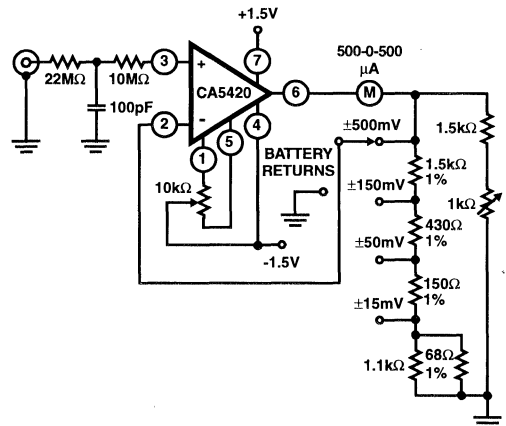 +1.5V
500-0-500
μA
22MΩ
10MΩ
3
+
7
CA5420
6
M
100pF
2
-
4
5
1
±500mV
1.5kΩ
BATTERY
RETURNS
1.5kΩ
1%
10kΩ
±150mV
1kΩ
430Ω
1%
±50mV
-1.5V
150Ω
1%
±15mV
1.1kΩ
68Ω
1%